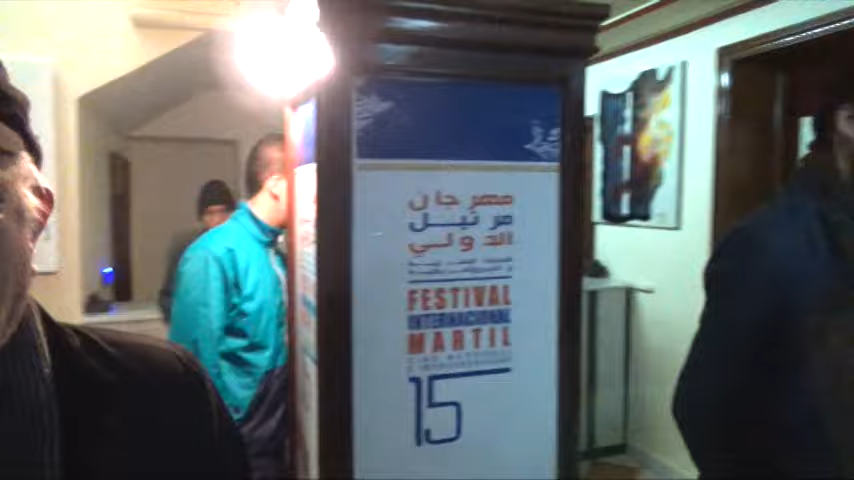 مهرجان
مرتيل
الدولي
FESTIVAL
INTERNACIONAL
MARTIL
15